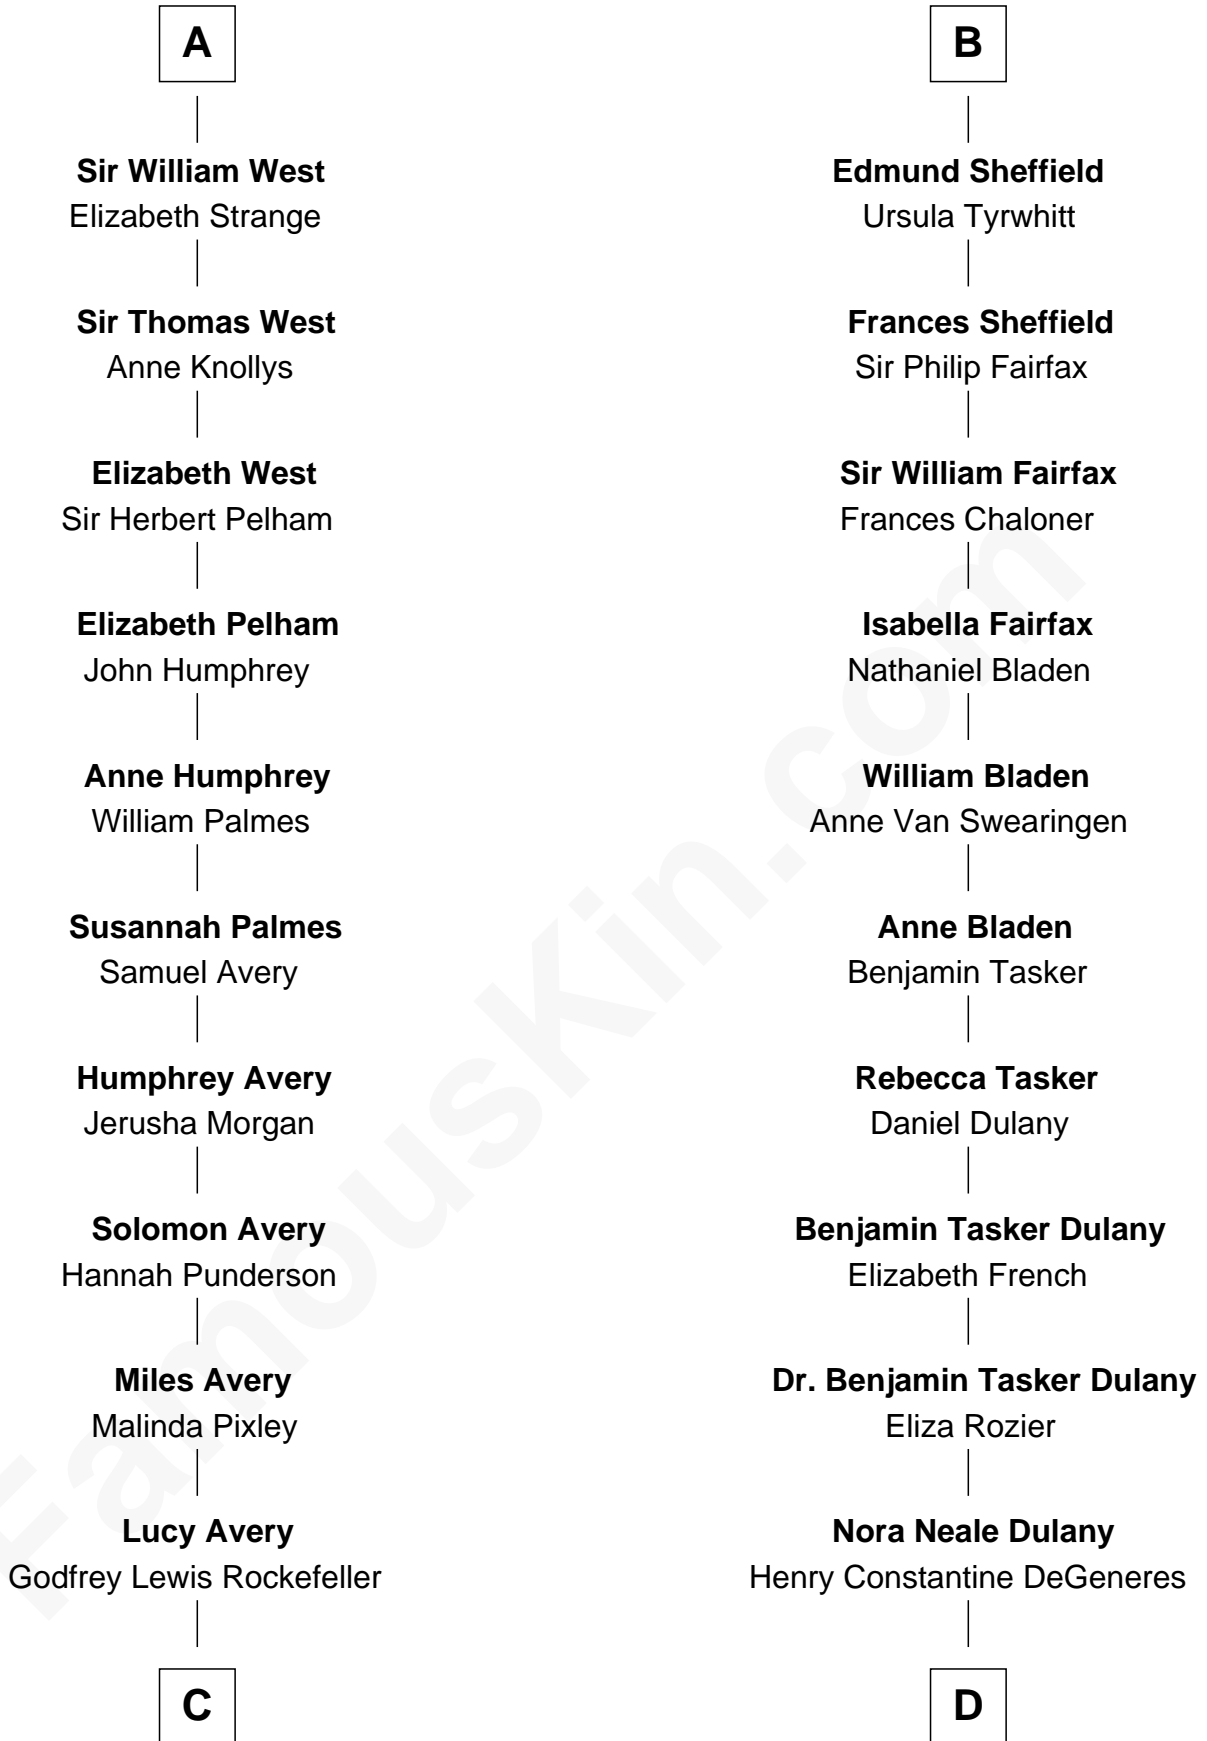 A
Sir William West
Elizabeth Strange
Sir Thomas West
Anne Knollys
Elizabeth West
Sir Herbert Pelham
Elizabeth Pelham
John Humphrey
Anne Humphrey
William Palmes
Susannah Palmes
Samuel Avery
Humphrey Avery
Jerusha Morgan
Solomon Avery
Hannah Punderson
Miles Avery
Malinda Pixley
Lucy Avery
Godfrey Lewis Rockefeller
C
B
Edmund Sheffield
Ursula Tyrwhitt
Frances Sheffield
Sir Philip Fairfax
Sir William Fairfax
Frances Chaloner
Isabella Fairfax
Nathaniel Bladen
William Bladen
Anne Van Swearingen
Anne Bladen
Benjamin Tasker
Rebecca Tasker
Daniel Dulany
Benjamin Tasker Dulany
Elizabeth French
Dr. Benjamin Tasker Dulany
Eliza Rozier
Nora Neale Dulany
Henry Constantine DeGeneres
D
FamousKin.com